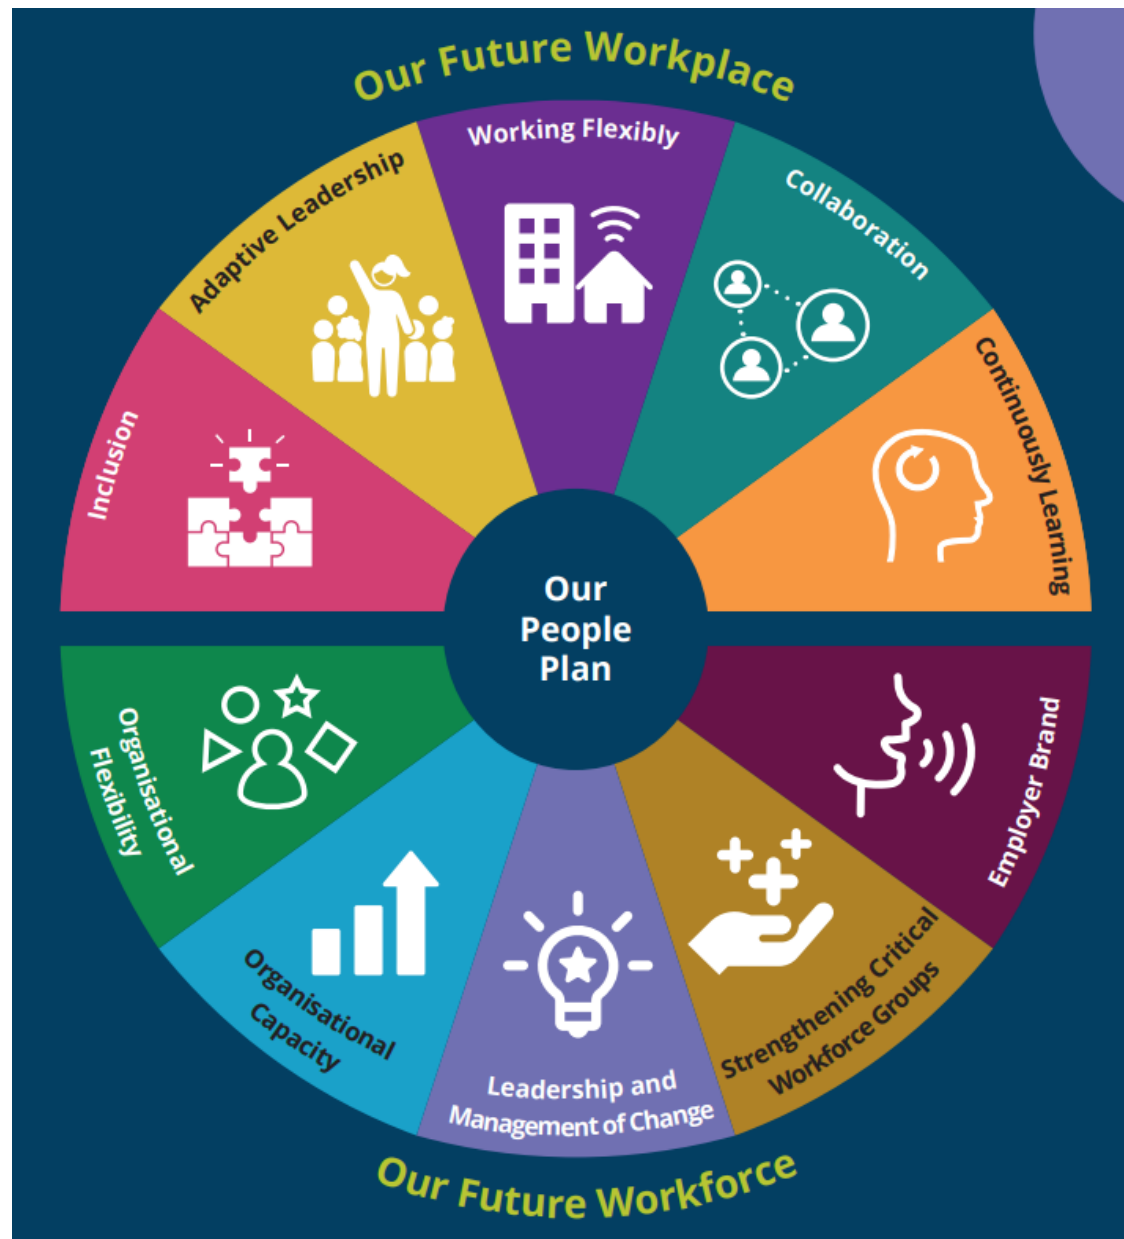 Our Future Workplace
Working Flexibly
Adaptive Leadership
Collaboration
Inclusion
Continuously Learning
Our
People
Plan
Organisational
Flexibility
Employer Brand
Organisational
Capacity
Strengthening Critical
Workforce Groups
Leadership and
Management of Change
Our Future Workforce